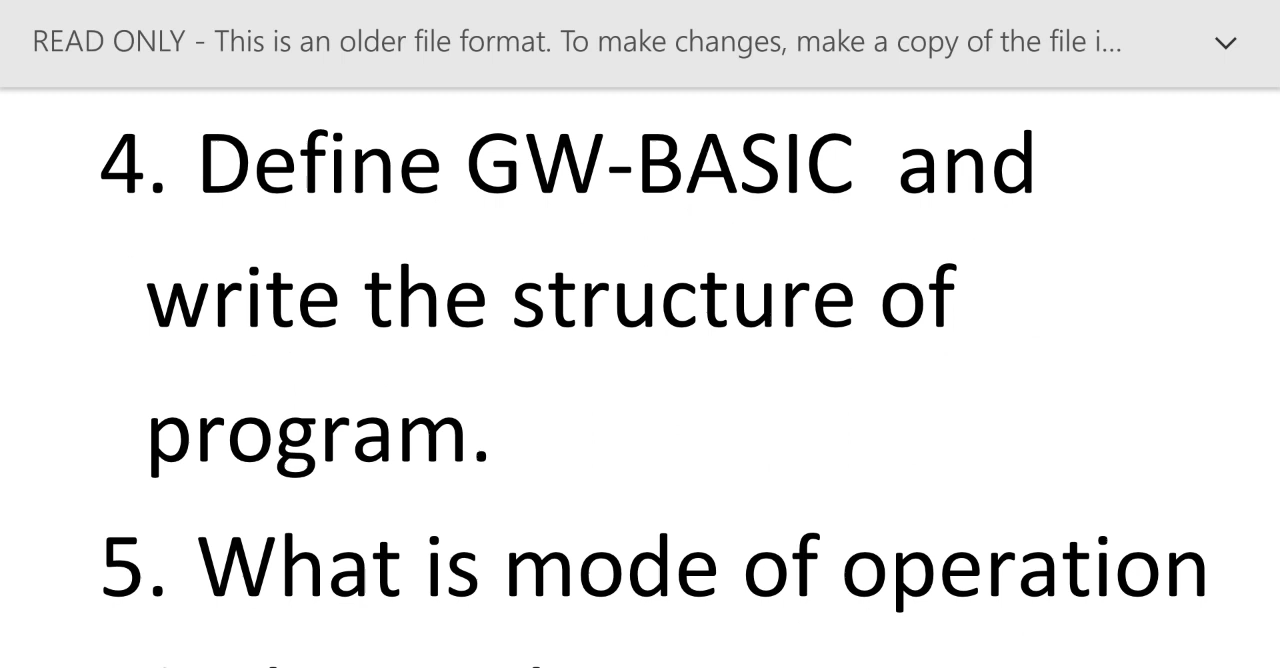 READ ONLY - This is an older file format. To make changes, make a copy of the file i...
4. Define GW-BASIC and
write the structure of
program.
5. What is mode of operation